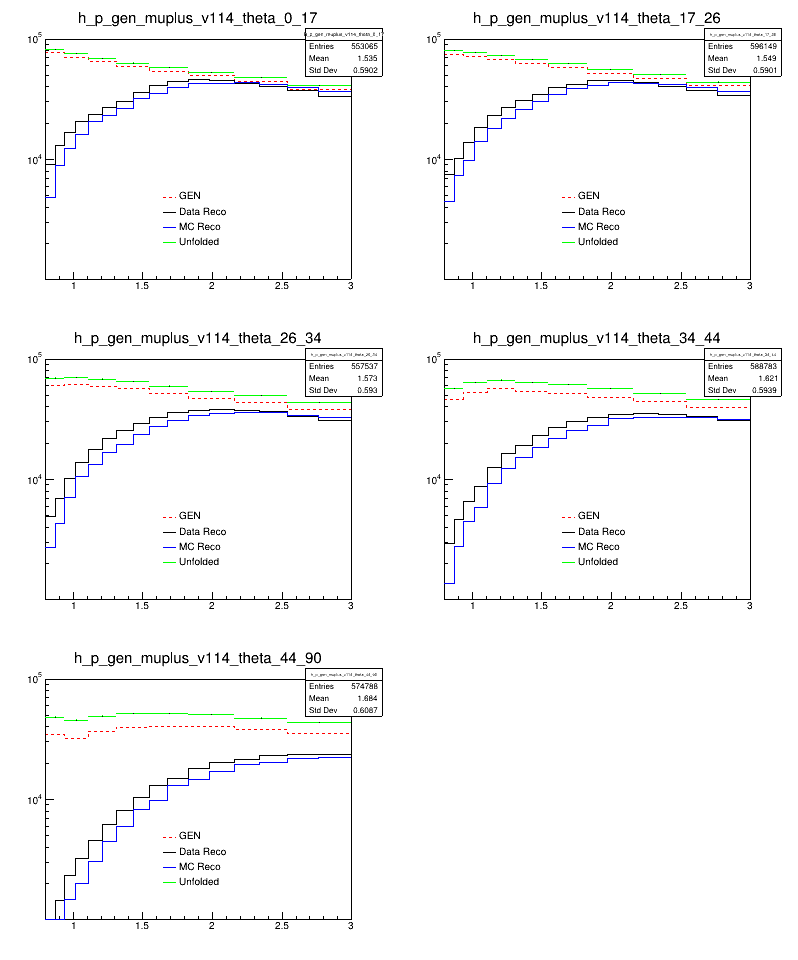 h_p_gen_muplus_v114_theta_0_17
h_p_gen_muplus_v114_theta_0_17
Entries 553065
Mean 1.535
Std Dev 0.5902
10^5
10^4
GEN
Data Reco
MC Reco
Unfolded
1 1.5 2 2.5 3
h_p_gen_muplus_v114_theta_17_26
h_p_gen_muplus_v114_theta_17_26
Entries 596149
Mean 1.549
Std Dev 0.5901
10^5
10^4
GEN
Data Reco
MC Reco
Unfolded
1 1.5 2 2.5 3
h_p_gen_muplus_v114_theta_26_34
h_p_gen_muplus_v114_theta_26_34
Entries 557537
Mean 1.573
Std Dev 0.593
10^5
10^4
GEN
Data Reco
MC Reco
Unfolded
1 1.5 2 2.5 3
h_p_gen_muplus_v114_theta_34_44
h_p_gen_muplus_v114_theta_34_44
Entries 588783
Mean 1.621
Std Dev 0.5939
10^5
10^4
GEN
Data Reco
MC Reco
Unfolded
1 1.5 2 2.5 3
h_p_gen_muplus_v114_theta_44_90
h_p_gen_muplus_v114_theta_44_90
Entries 574788
Mean 1.684
Std Dev 0.6087
10^5
10^4
GEN
Data Reco
MC Reco
Unfolded
1 1.5 2 2.5 3